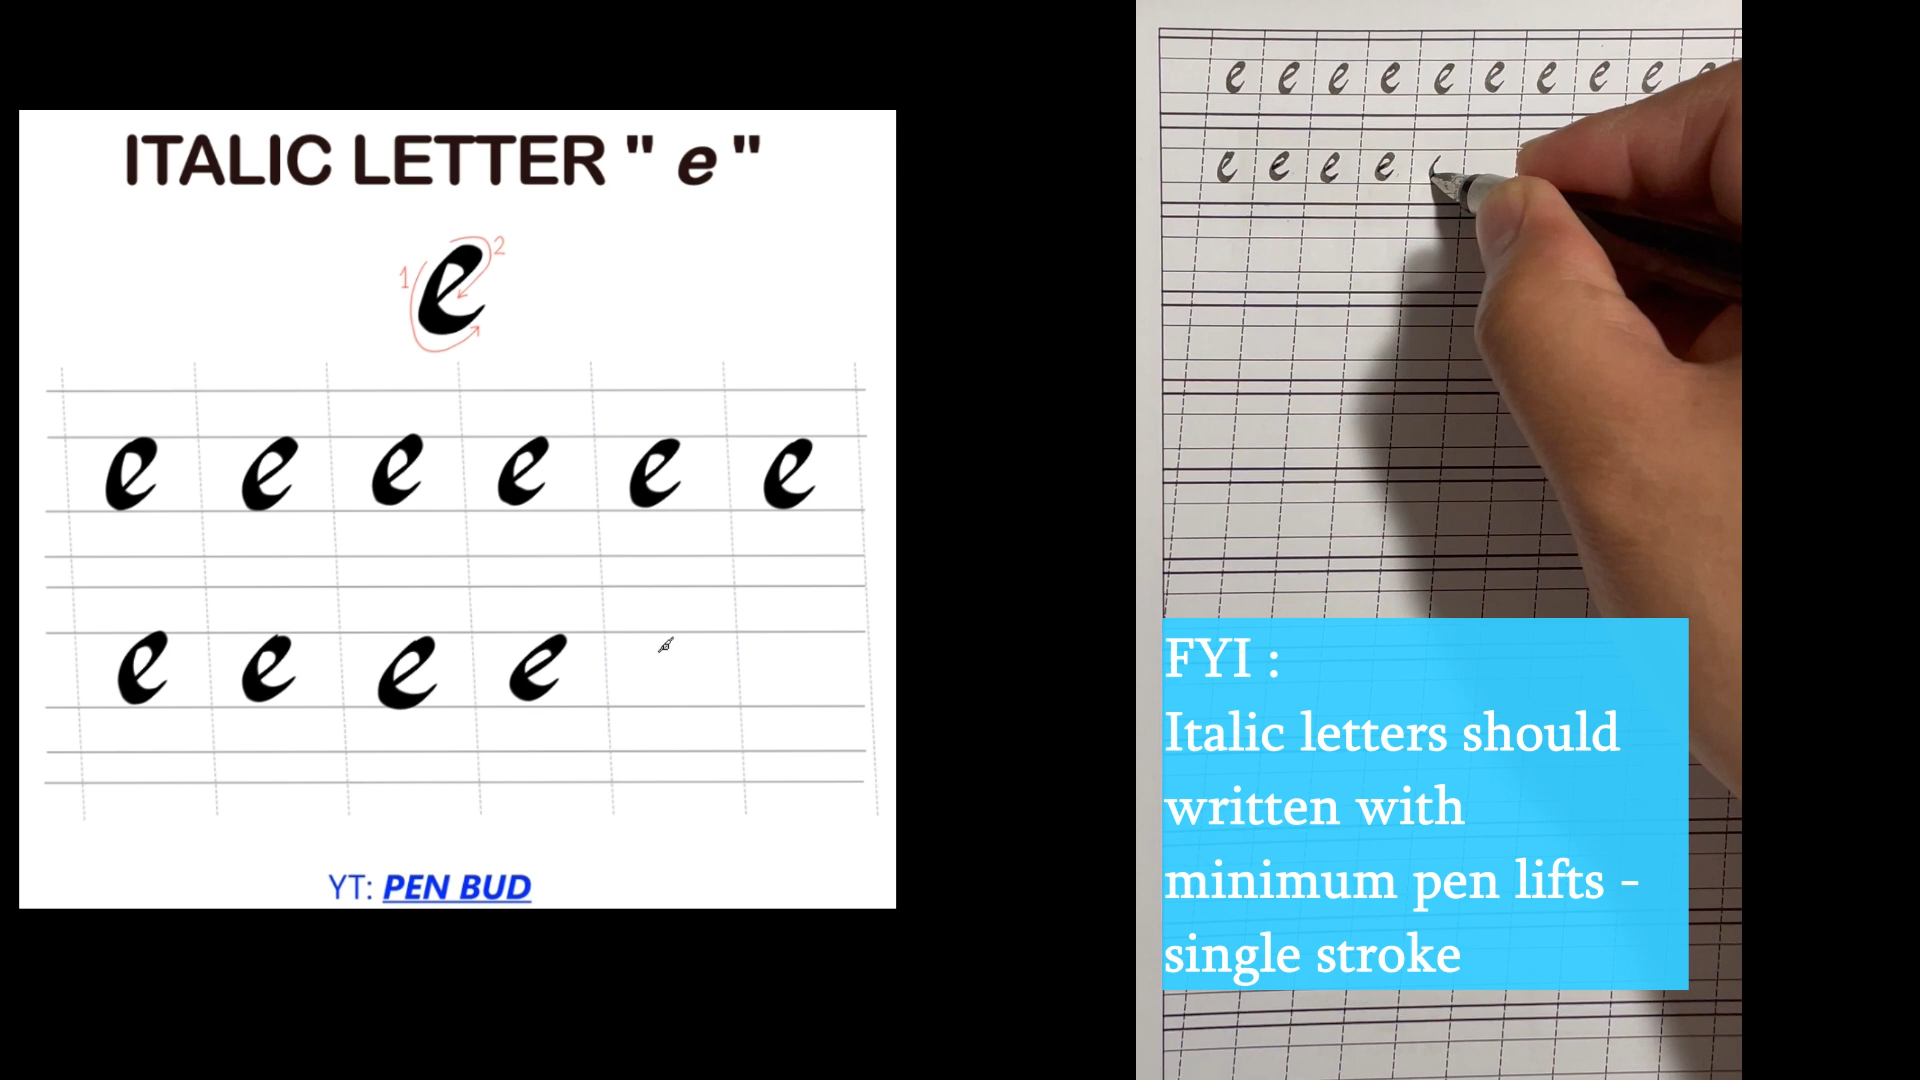 ITALIC LETTER " e "
1 e 2
e e e e e e
e e e e
YT: PEN BUD
e e e e e e e e e e
e e e e
FYI :
Italic letters should
written with
minimum pen lifts -
single stroke